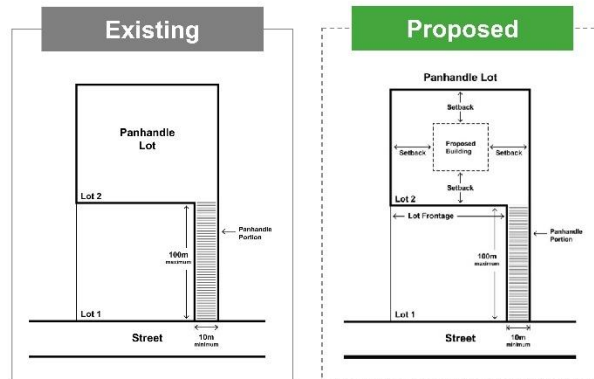 Existing
Panhandle
Lot
Lot 2
Panhandle
Portion
100m
maximum
Lot 1
Street
10m
minimum
Proposed
Panhandle Lot
Setback
Proposed
Building
Setback
Setback
Setback
Lot 2
Lot Frontage
Panhandle
Portion
100m
maximum
Lot 1
Street
10m
minimum